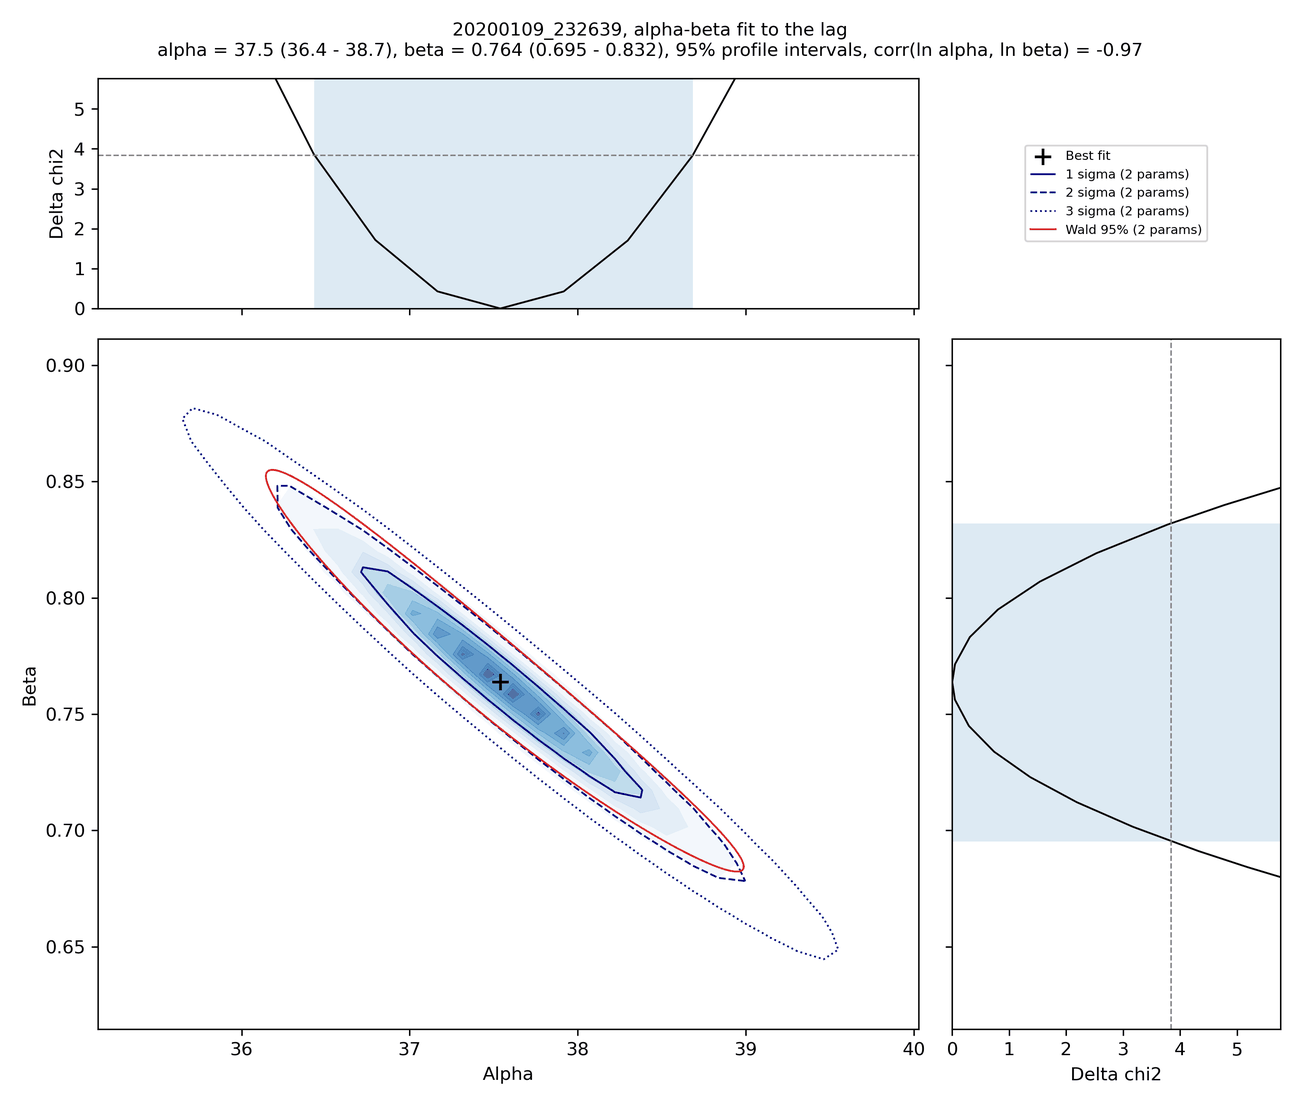 20200109_232639, alpha-beta fit to the lag
alpha = 37.5 (36.4 - 38.7), beta = 0.764 (0.695 - 0.832), 95% profile intervals, corr(ln alpha, ln beta) = -0.97
5
4
3
2
1
0
Delta chi2
Best fit
1 sigma (2 params)
2 sigma (2 params)
3 sigma (2 params)
Wald 95% (2 params)
0.90
0.85
0.80
0.75
0.70
0.65
Beta
36 37 38 39 40
Alpha
0 1 2 3 4 5
Delta chi2